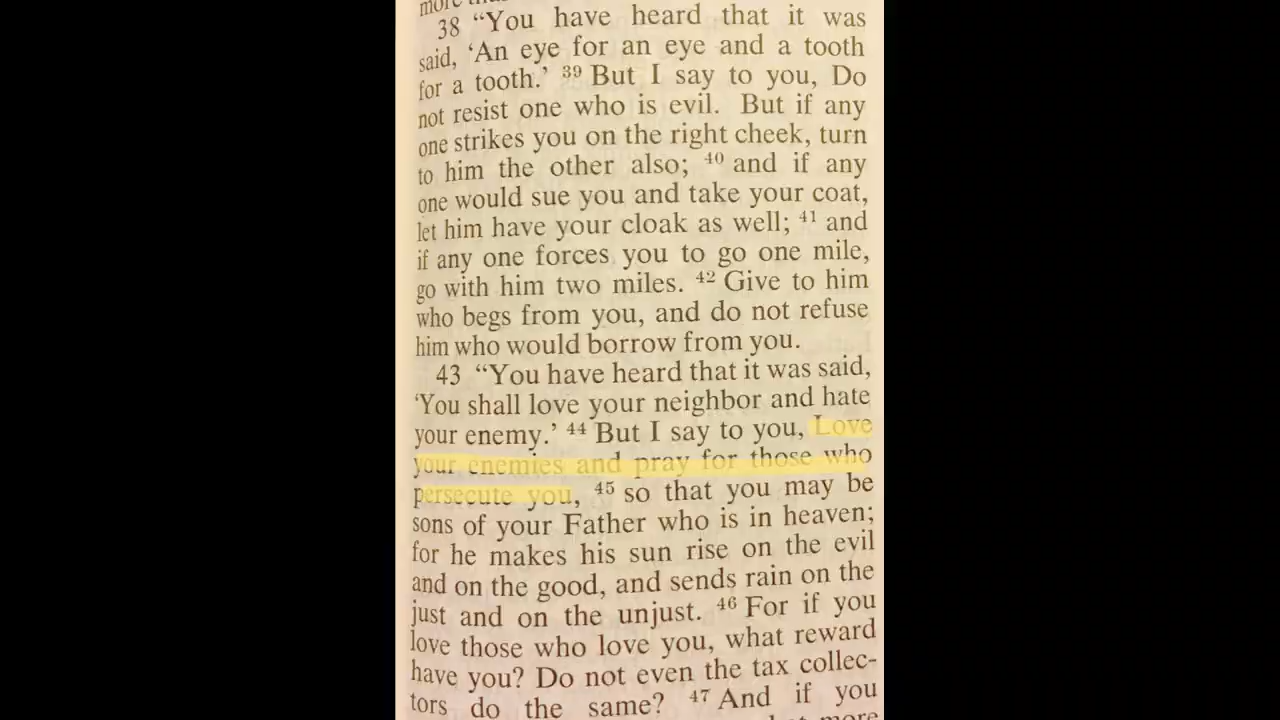 38 “You have heard that it was
said, ‘An eye for an eye and a tooth
for a tooth.’ 39 But I say to you, Do
not resist one who is evil. But if any
one strikes you on the right cheek, turn
to him the other also; 40 and if any
one would sue you and take your coat,
let him have your cloak as well; 41 and
if any one forces you to go one mile,
go with him two miles. 42 Give to him
who begs from you, and do not refuse
him who would borrow from you.
43 “You have heard that it was said,
‘You shall love your neighbor and hate
your enemy.’ 44 But I say to you, Love
your enemies and pray for those who
persecute you, 45 so that you may be
sons of your Father who is in heaven;
for he makes his sun rise on the evil
and on the good, and sends rain on the
just and on the unjust. 46 For if you
love those who love you, what reward
have you? Do not even the tax collec-
tors do the same? 47 And if you